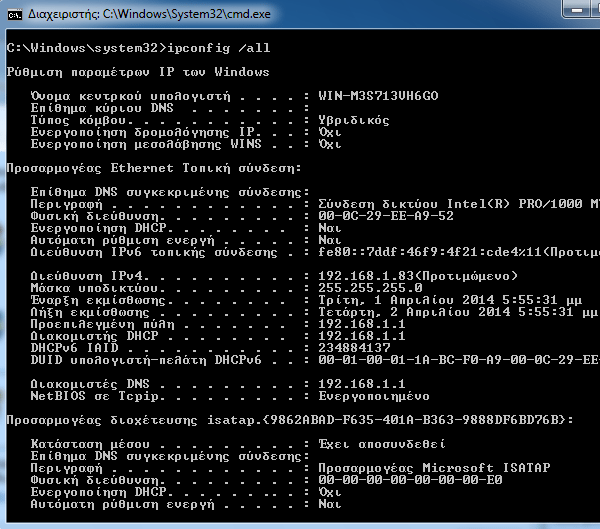 Διαχειριστής: C:\Windows\System32\cmd.exe
C:\Windows\system32>ipconfig /all
Ρύθμιση παραμέτρων IP των Windows
Όνομα κεντρκού υπολογιστή . . . . : WIN-M3S713VH6GO
Επίθημα κύριου DNS . . . . . . . :
Τύπος κόμβου. . . . . . . . . . . : Υβριδικός
Ενεργοποίηση δρομολόγησης IP. . . : Όχι
Ενεργοποίηση μεσολάβησης WINS . . : Όχι
Προσαρμογέας Ethernet Τοπική σύνδεση:
Επίθημα DNS συγκεκριμένης σύνδεσης:
Περιγραφή . . . . . . . . . . . . : Σύνδεση δικτύου Intel(R) PRO/1000 M
Φυσική διεύθυνση. . . . . . . . . : 00-0C-29-EE-A9-52
Ενεργοποίηση DHCP. . . . . . . . : Ναι
Αυτόματη ρύθμιση ενεργή . . . . . : Ναι
Διεύθυνση IPv6 τοπικής σύνδεσης . : fe80::7ddf:46f9:4f21:cde4%11(Προτιμ
Διεύθυνση IPv4. . . . . . . . . . : 192.168.1.83(Προτιμώμενο)
Μάσκα υποδικτύου. . . . . . . . . : 255.255.255.0
Έναρξη εκμίσθωσης. . . . . . . . : Τρίτη, 1 Απριλίου 2014 5:55:31 μμ
Λήξη εκμίσθωσης . . . . . . . . . : Τετάρτη, 2 Απριλίου 2014 5:55:31 μμ
Προεπιλεγμένη πύλη . . . . . . . : 192.168.1.1
Διακομιστής DHCP . . . . . . . . : 192.168.1.1
DHCPv6 IAID . . . . . . . . . . . : 234884137
DUID υπολογιστή-πελάτη DHCPv6 . . : 00-01-00-01-1A-BC-F0-A9-00-0C-29-EE-
Διακομιστές DNS . . . . . . . . . : 192.168.1.1
NetBIOS σε Tcpip. . . . . . . . . : Ενεργοποιημένο
Προσαρμογέας διοχέτευσης isatap.{9862ABAD-F635-401A-B363-9888DF6BD76B}:
Κατάσταση μέσου . . . . . . . . . : Έχει αποσυνδεθεί
Επίθημα DNS συγκεκριμένης σύνδεσης:
Περιγραφή . . . . . . . . . . . . : Προσαρμογέας Microsoft ISATAP
Φυσική διεύθυνση. . . . . . . . . : 00-00-00-00-00-00-00-E0
Ενεργοποίηση DHCP. . . . . . . . : Όχι
Αυτόματη ρύθμιση ενεργή . . . . . : Ναι